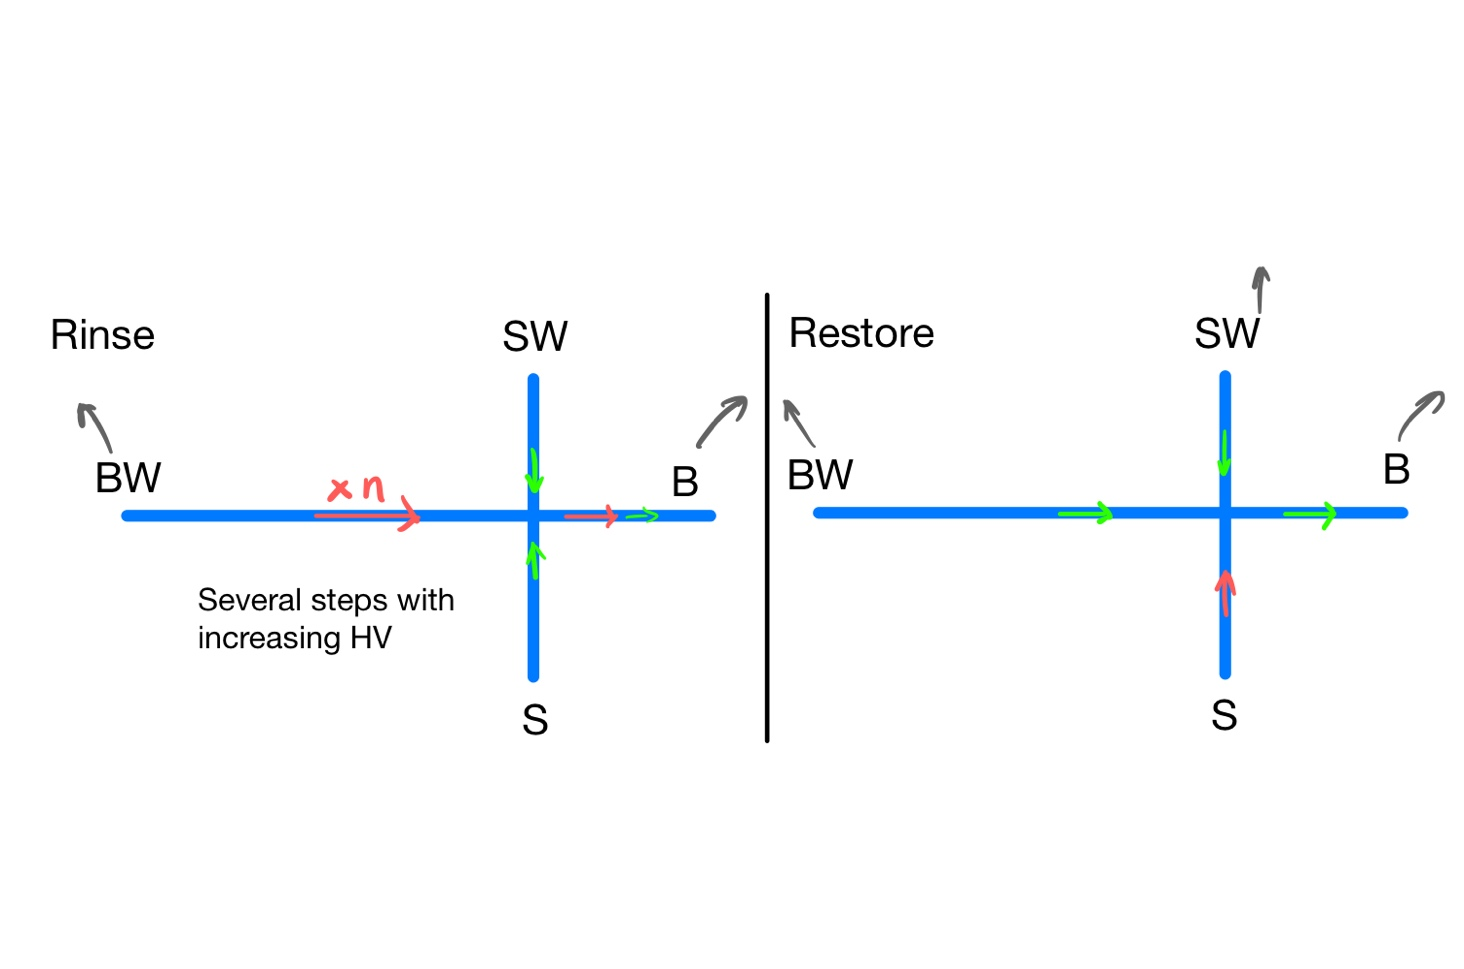 Rinse
SW
BW
x n
B
Several steps with
increasing HV
S
Restore
SW
BW
B
S